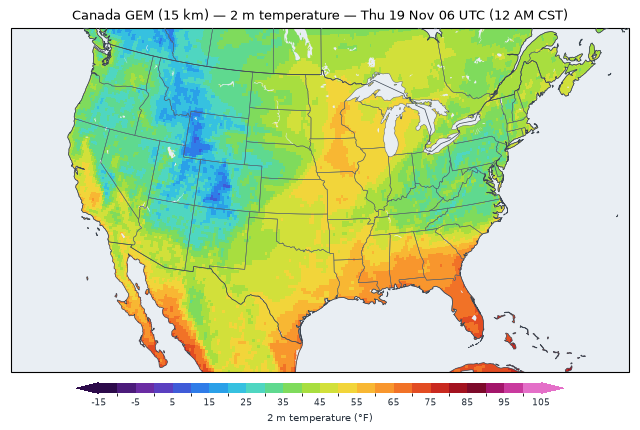 Canada GEM (15 km) — 2 m temperature — Thu 19 Nov 06 UTC (12 AM CST)
-15 -5 5 15 25 35 45 55 65 75 85 95 105
2 m temperature (°F)